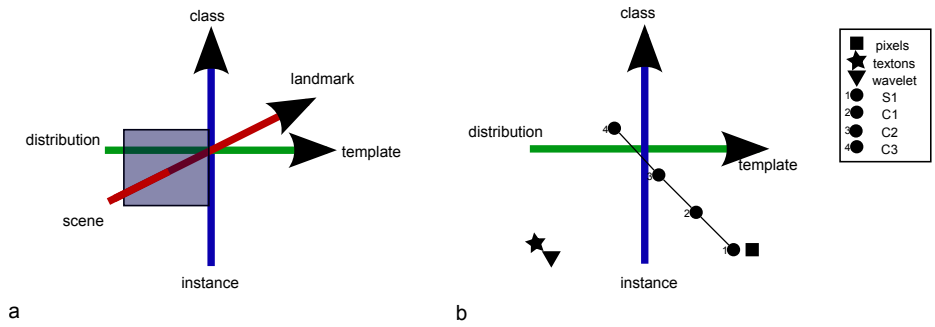 class
landmark
distribution
template
scene
instance
a
class
distribution
4
template
3
2
1
instance
b
pixels
textons
wavelet
1 S1
2 C1
3 C2
4 C3